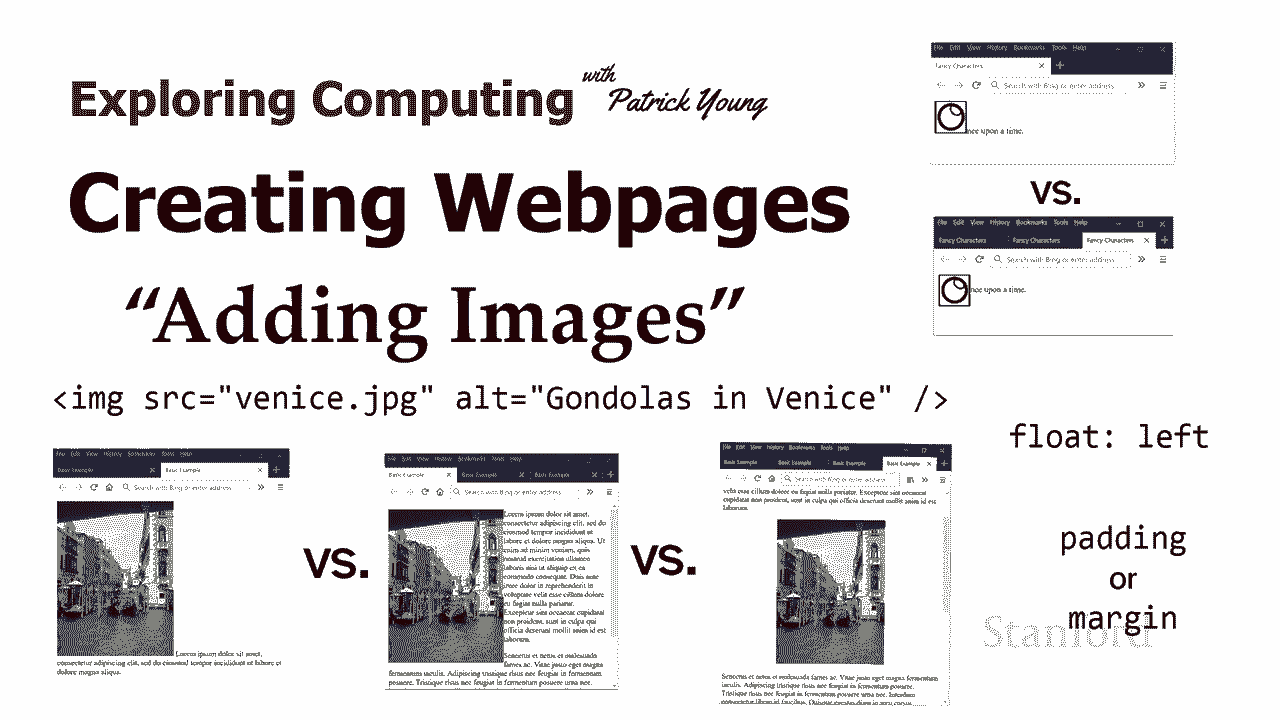 Exploring Computing
with
Patrick Young
Creating Webpages
“Adding Images”
<img src="venice.jpg" alt="Gondolas in Venice" />
File Edit View History Bookmarks Tools Help
Fancy Characters
Search with Bing or enter address
nce upon a time.
vs.
File Edit View History Bookmarks Tools Help
Fancy Characters Fancy Characters Fancy Characters
Search with Bing or enter address
nce upon a time.
File Edit View History Bookmarks Tools Help
Basic Example Basic Example
Search with Bing or enter address
Lorem ipsum dolor sit amet,
consectetur adipiscing elit, sed do eiusmod tempor incididunt ut labore et
dolore magna aliqua.
vs.
File Edit View History Bookmarks Tools Help
Basic Example Basic Example Basic Example
Search with Bing or enter address
Lorem ipsum dolor sit amet,
consectetur adipiscing elit, sed do
eiusmod tempor incididunt ut
labore et dolore magna aliqua. Ut
enim ad minim veniam, quis
nostrud exercitation ullamco
laboris nisi ut aliquip ex ea
commodo consequat. Duis aute
irure dolor in reprehenderit in
voluptate velit esse cillum dolore
eu fugiat nulla pariatur.
Excepteur sint occaecat cupidatat
non proident, sunt in culpa qui
officia deserunt mollit anim id est
laborum.
Senectus et netus et malesuada
fames ac. Vitae justo eget magna
fermentum iaculis. Adipiscing tristique risus nec feugiat in fermentum
posuere. Tristique risus nec feugiat in fermentum posuere urna nec.
vs.
File Edit View History Bookmarks Tools Help
Basic Example Basic Example Basic Example Basic Example
Search with Bing or enter address
velit esse cillum dolore eu fugiat nulla pariatur. Excepteur sint occaecat
cupidatat non proident, sunt in culpa qui officia deserunt mollit anim id est
laborum.
Senectus et netus et malesuada fames ac. Vitae justo eget magna fermentum
iaculis. Adipiscing tristique risus nec feugiat in fermentum posuere.
Tristique risus nec feugiat in fermentum posuere urna nec. Interdum
float: left
padding
or
margin
Stanford